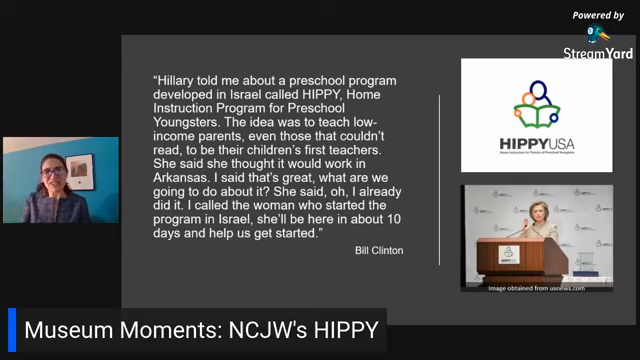 Powered by
StreamYard
“Hillary told me about a preschool program
developed in Israel called HIPPY, Home
Instruction Program for Preschool
Youngsters. The idea was to teach low-
income parents, even those that couldn’t
read, to be their children’s first teachers.
She said she thought it would work in
Arkansas. I said that’s great, what are we
going to do about it? She said, oh, I already
did it. I called the woman who started the
program in Israel, she’ll be here in about 10
days and help us get started.”
Bill Clinton
HIPPYUSA
Home Instruction for Parents of Preschool Youngsters
HIPPY
Image obtained from usnews.com
Museum Moments: NCJW's HIPPY